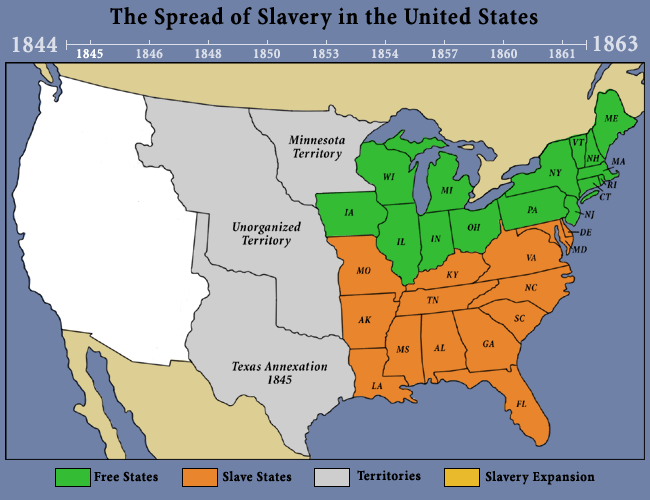 The Spread of Slavery in the United States
1844 1845 1846 1848 1850 1853 1854 1857 1860 1861 1863
ME
VT
NH
MA
Minnesota
Territory
WI
MI
NY
RI
CT
IA
PA
NJ
Unorganized
Territory
IL
IN
OH
DE
MD
MO
KY
VA
TN
NC
AK
SC
MS
AL
GA
Texas Annexation
1845
LA
FL
Free States
Slave States
Territories
Slavery Expansion